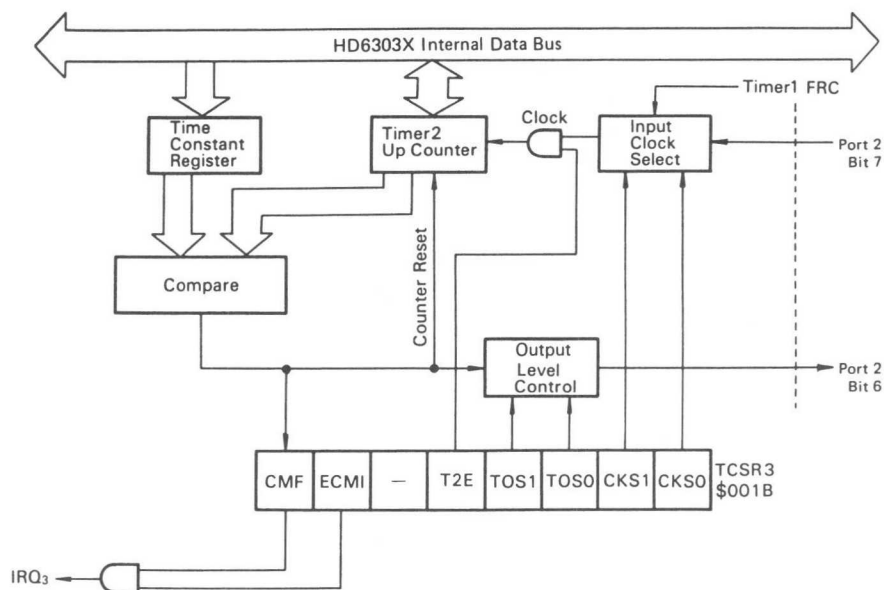 HD6303X Internal Data Bus
Timer1 FRC
Time
Constant
Register
Timer2
Up Counter
Clock
Input
Clock
Select
Port 2
Bit 7
Compare
Counter Reset
Output
Level
Control
Port 2
Bit 6
CMF
ECMI
—
T2E
TOS1
TOS0
CKS1
CKS0
TCSR3
$001B
IRQ₃